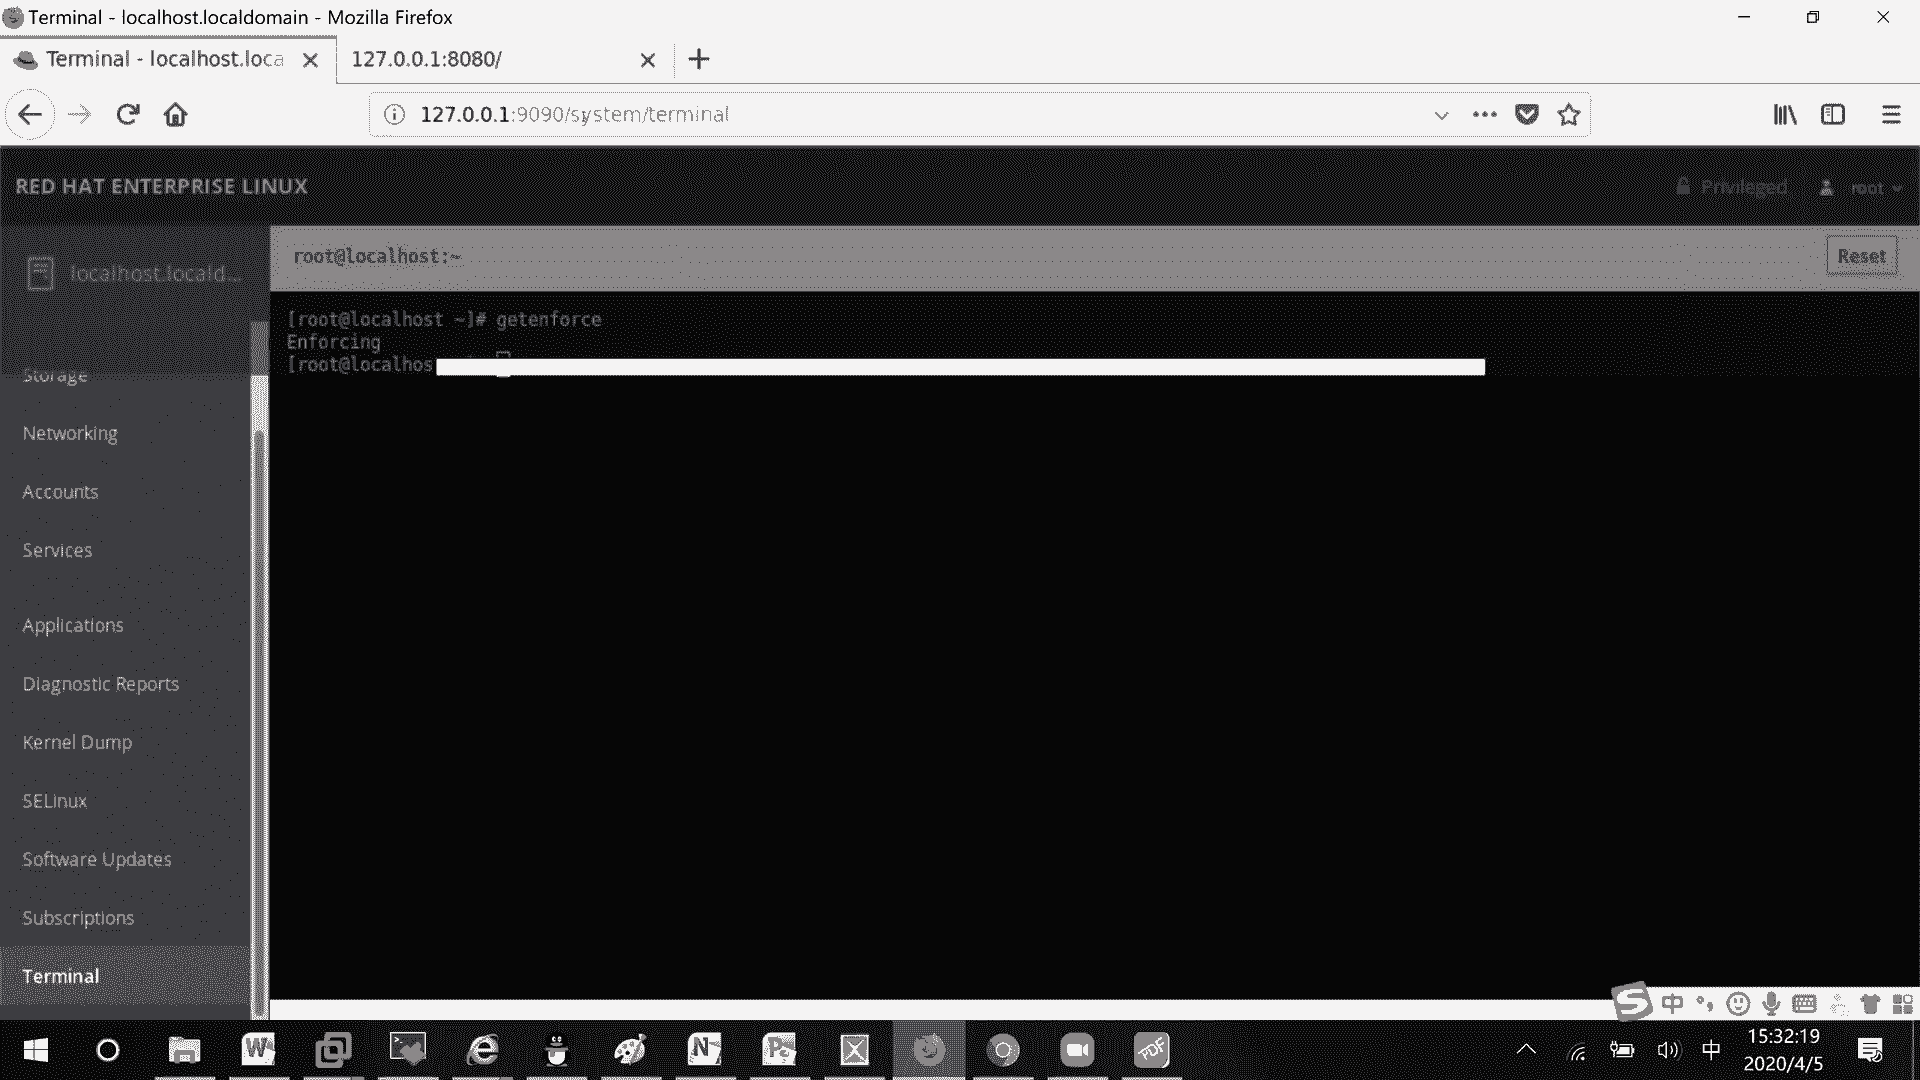 Terminal - localhost.localdomain - Mozilla Firefox
Terminal - localhost.loca
127.0.0.1:8080/
127.0.0.1:9090/system/terminal
RED HAT ENTERPRISE LINUX
Privileged
root
localhost.locald...
root@localhost:~
Reset
[root@localhost ~]# getenforce
Enforcing
[root@localhos
Storage
Networking
Accounts
Services
Applications
Diagnostic Reports
Kernel Dump
SELinux
Software Updates
Subscriptions
Terminal
中
中
15:32:19
2020/4/5